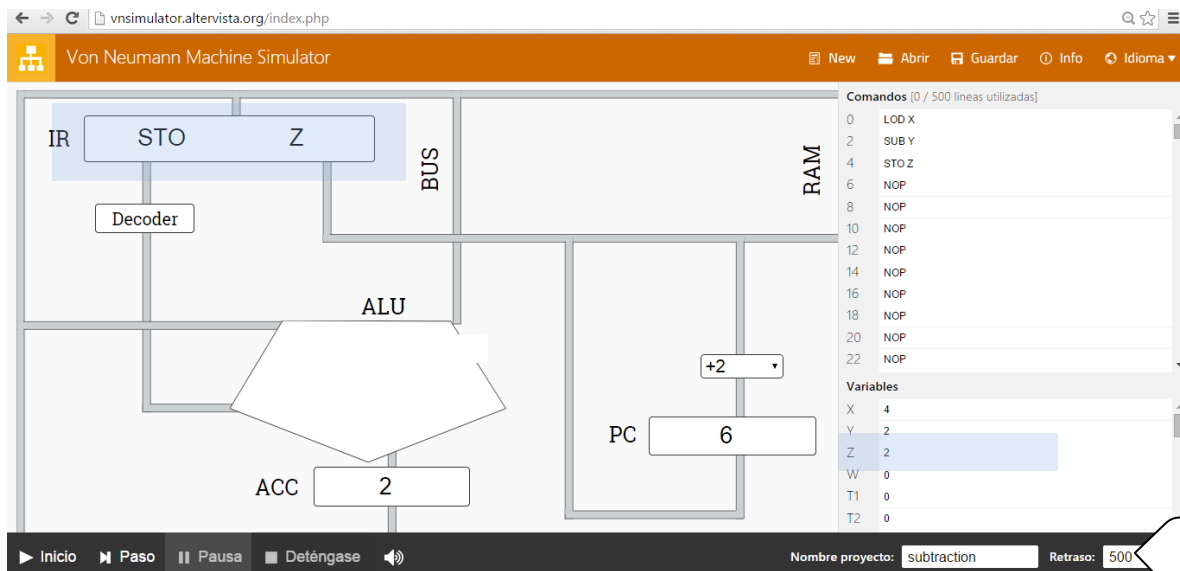 vnsimulator.altervista.org/index.php
Von Neumann Machine Simulator
New Abrir Guardar Info Idioma▾
IR STO Z
BUS
RAM
Decoder
ALU
+2
PC 6
ACC 2
Comandos [0 / 500 líneas utilizadas]
0 LOD X
2 SUB Y
4 STO Z
6 NOP
8 NOP
10 NOP
12 NOP
14 NOP
16 NOP
18 NOP
20 NOP
22 NOP
Variables
X 4
Y 2
Z 2
W 0
T1 0
T2 0
Inicio Paso Pausa Deténgase Nombre proyecto: subtraction Retraso: 500